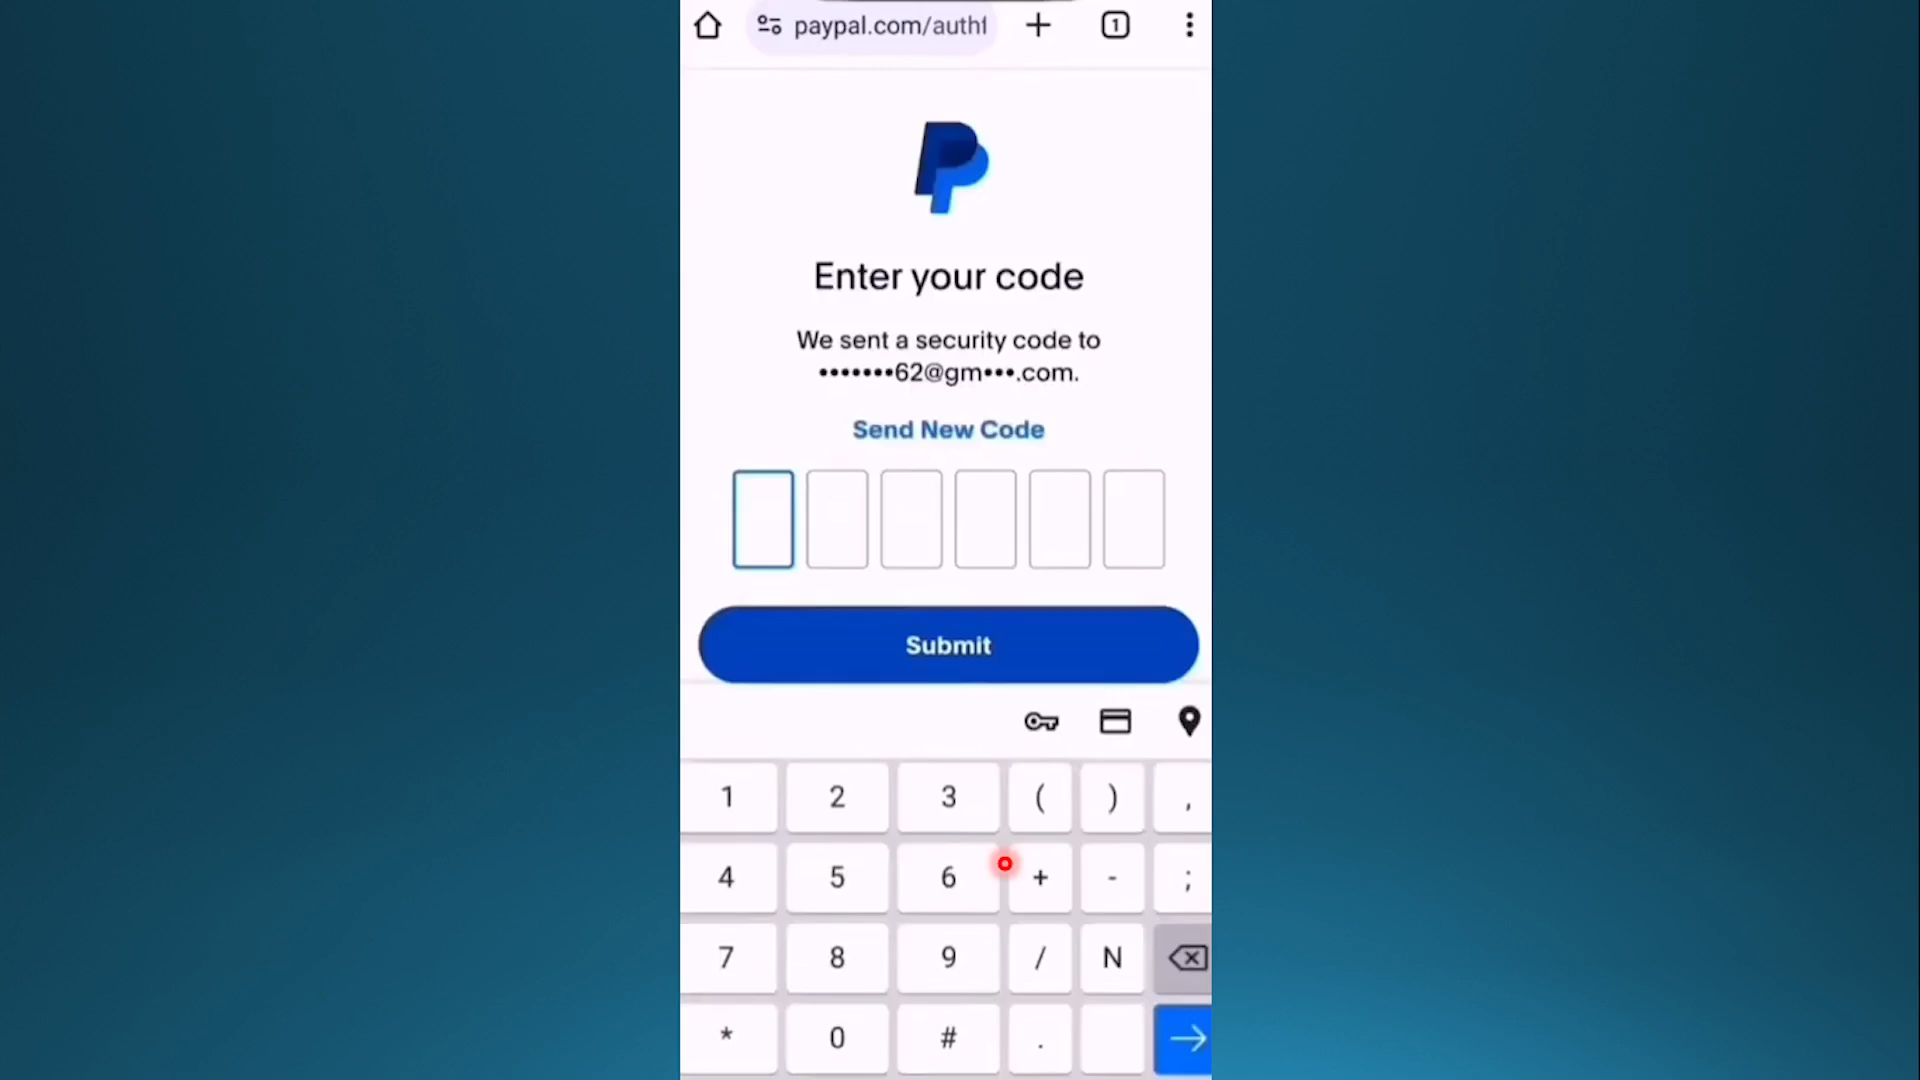 paypal.com/authf
1
Enter your code
We sent a security code to
•••••••62@gm•••.com.
Send New Code
Submit
1 2 3 ( ) ,
4 5 6 + - ;
7 8 9 / N
* 0 # .